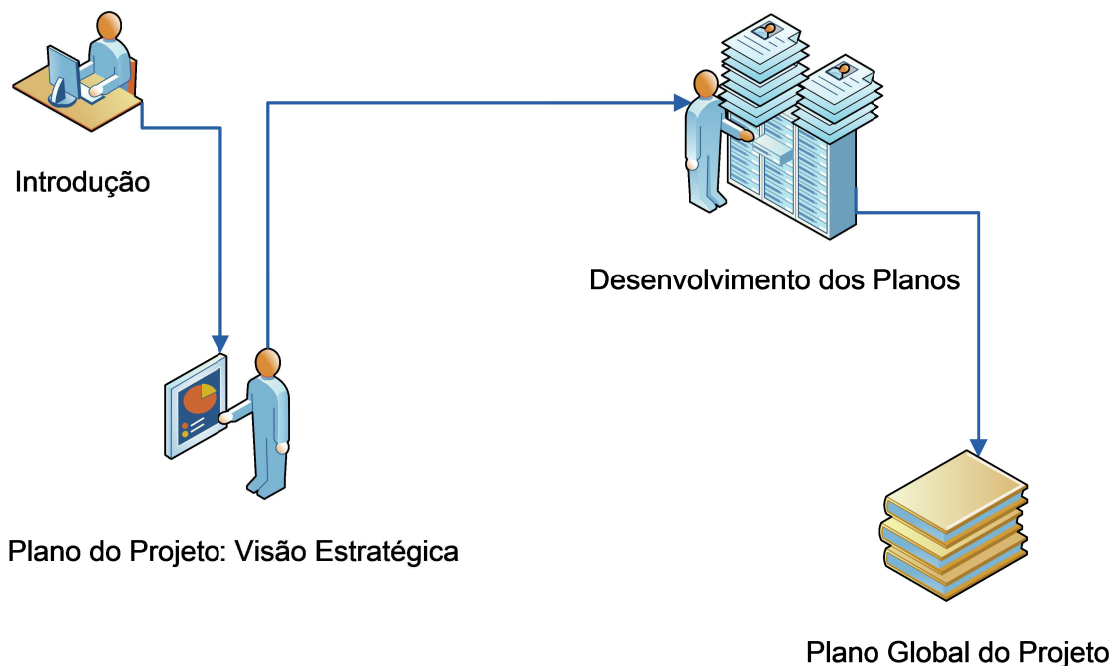 Introdução
Plano do Projeto: Visão Estratégica
Desenvolvimento dos Planos
Plano Global do Projeto